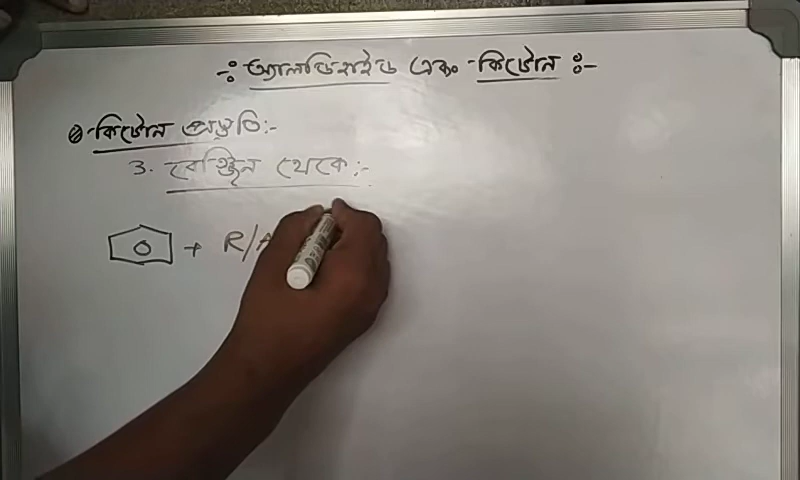 -: অ্যালডিহাইড এবং কিটোন :-
কিটোন প্রস্তুতি:-
3. বেঞ্জিন থেকে:-
+ R/A